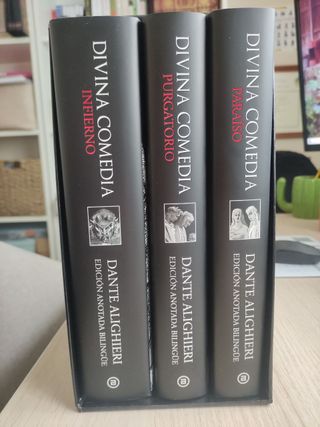 DIVINA COMEDIA
INFIERNO
DANTE ALIGHIERI
EDICIÓN ANOTADA BILINGÜE
DIVINA COMEDIA
PURGATORIO
DANTE ALIGHIERI
EDICIÓN ANOTADA BILINGÜE
DIVINA COMEDIA
PARAÍSO
DANTE ALIGHIERI
EDICIÓN ANOTADA BILINGÜE